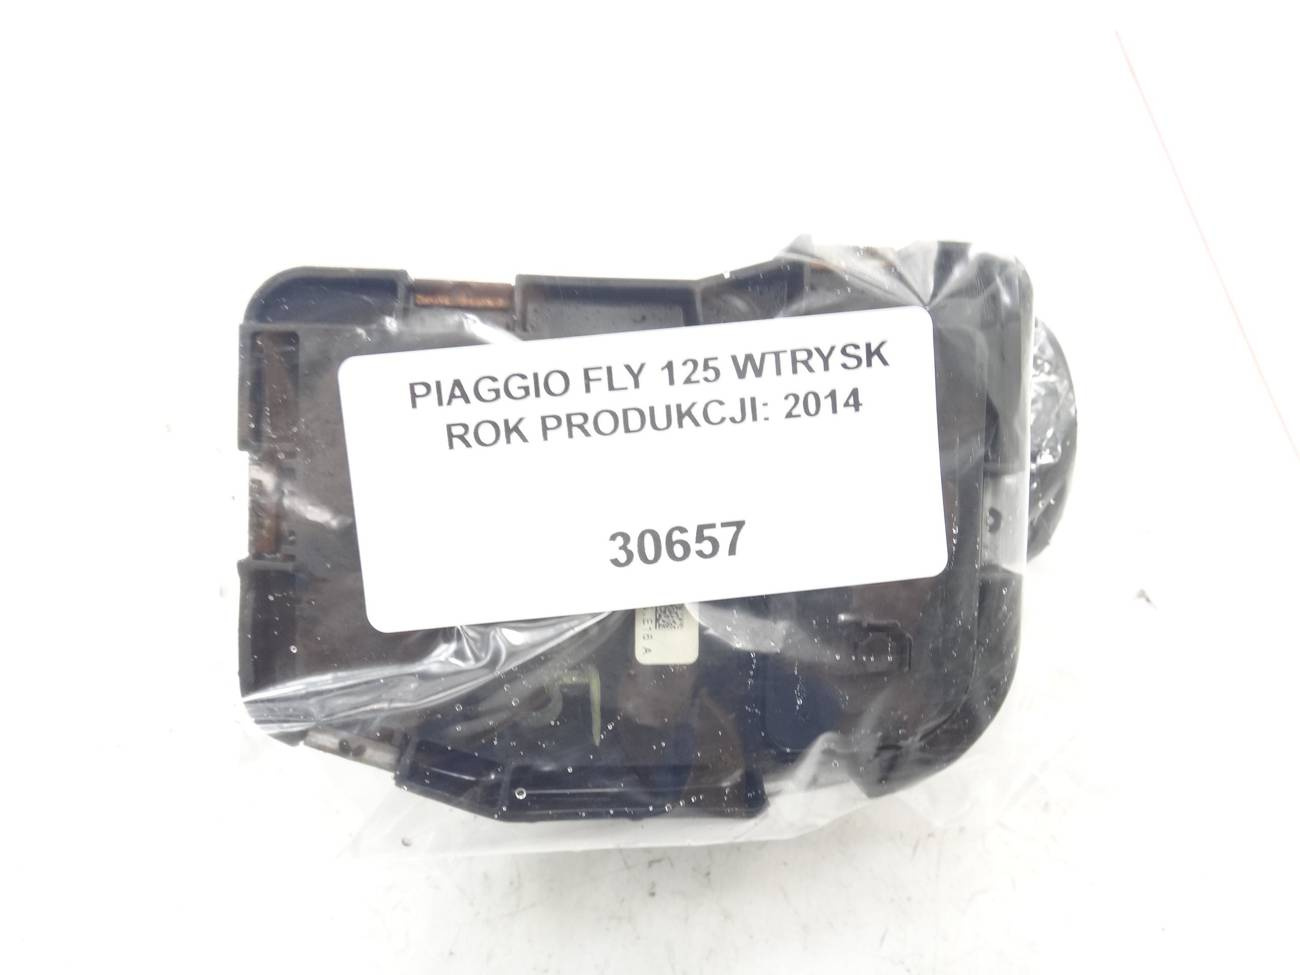 PIAGGIO FLY 125 WTRYSK
ROK PRODUKCJI: 2014
30657